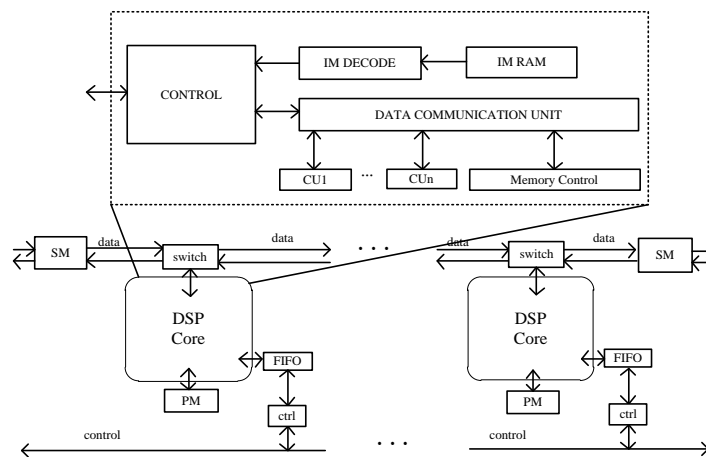 IM DECODE
IM RAM
CONTROL
DATA COMMUNICATION UNIT
CU1 ... CUn Memory Control
SM data switch data . . . data switch data SM
DSP Core DSP Core
FIFO FIFO
PM PM
ctrl ctrl
control . . . control